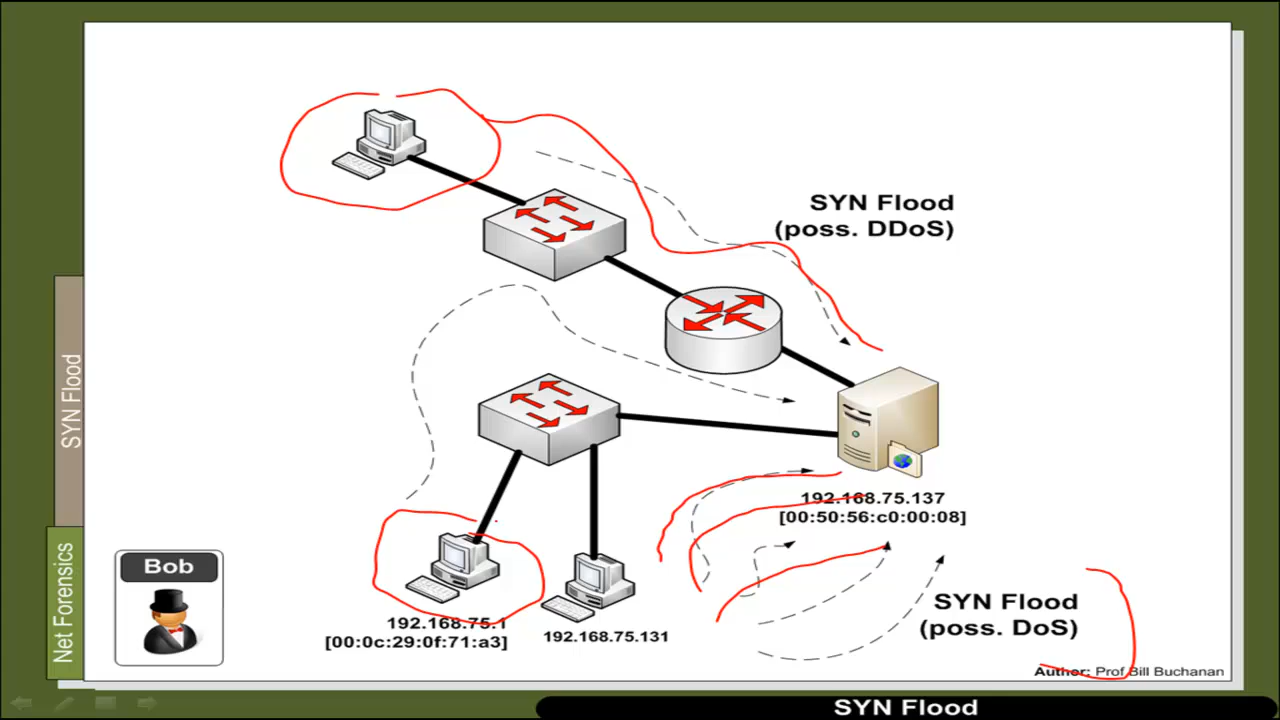 SYN Flood
(poss. DDoS)
SYN Flood
192.168.75.137
[00:50:56:c0:00:08]
Net Forensics
Bob
192.168.75.1
[00:0c:29:0f:71:a3]
192.168.75.131
SYN Flood
(poss. DoS)
Author: Prof Bill Buchanan
SYN Flood